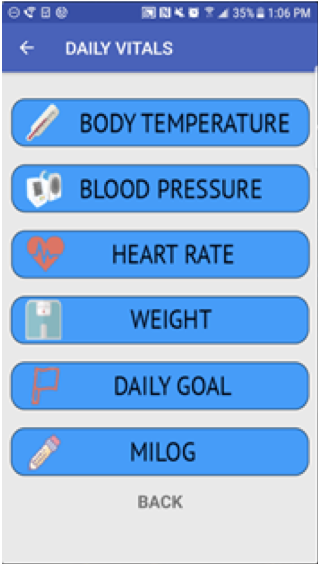 35% 1:06 PM
DAILY VITALS
BODY TEMPERATURE
BLOOD PRESSURE
HEART RATE
WEIGHT
DAILY GOAL
MILOG
BACK